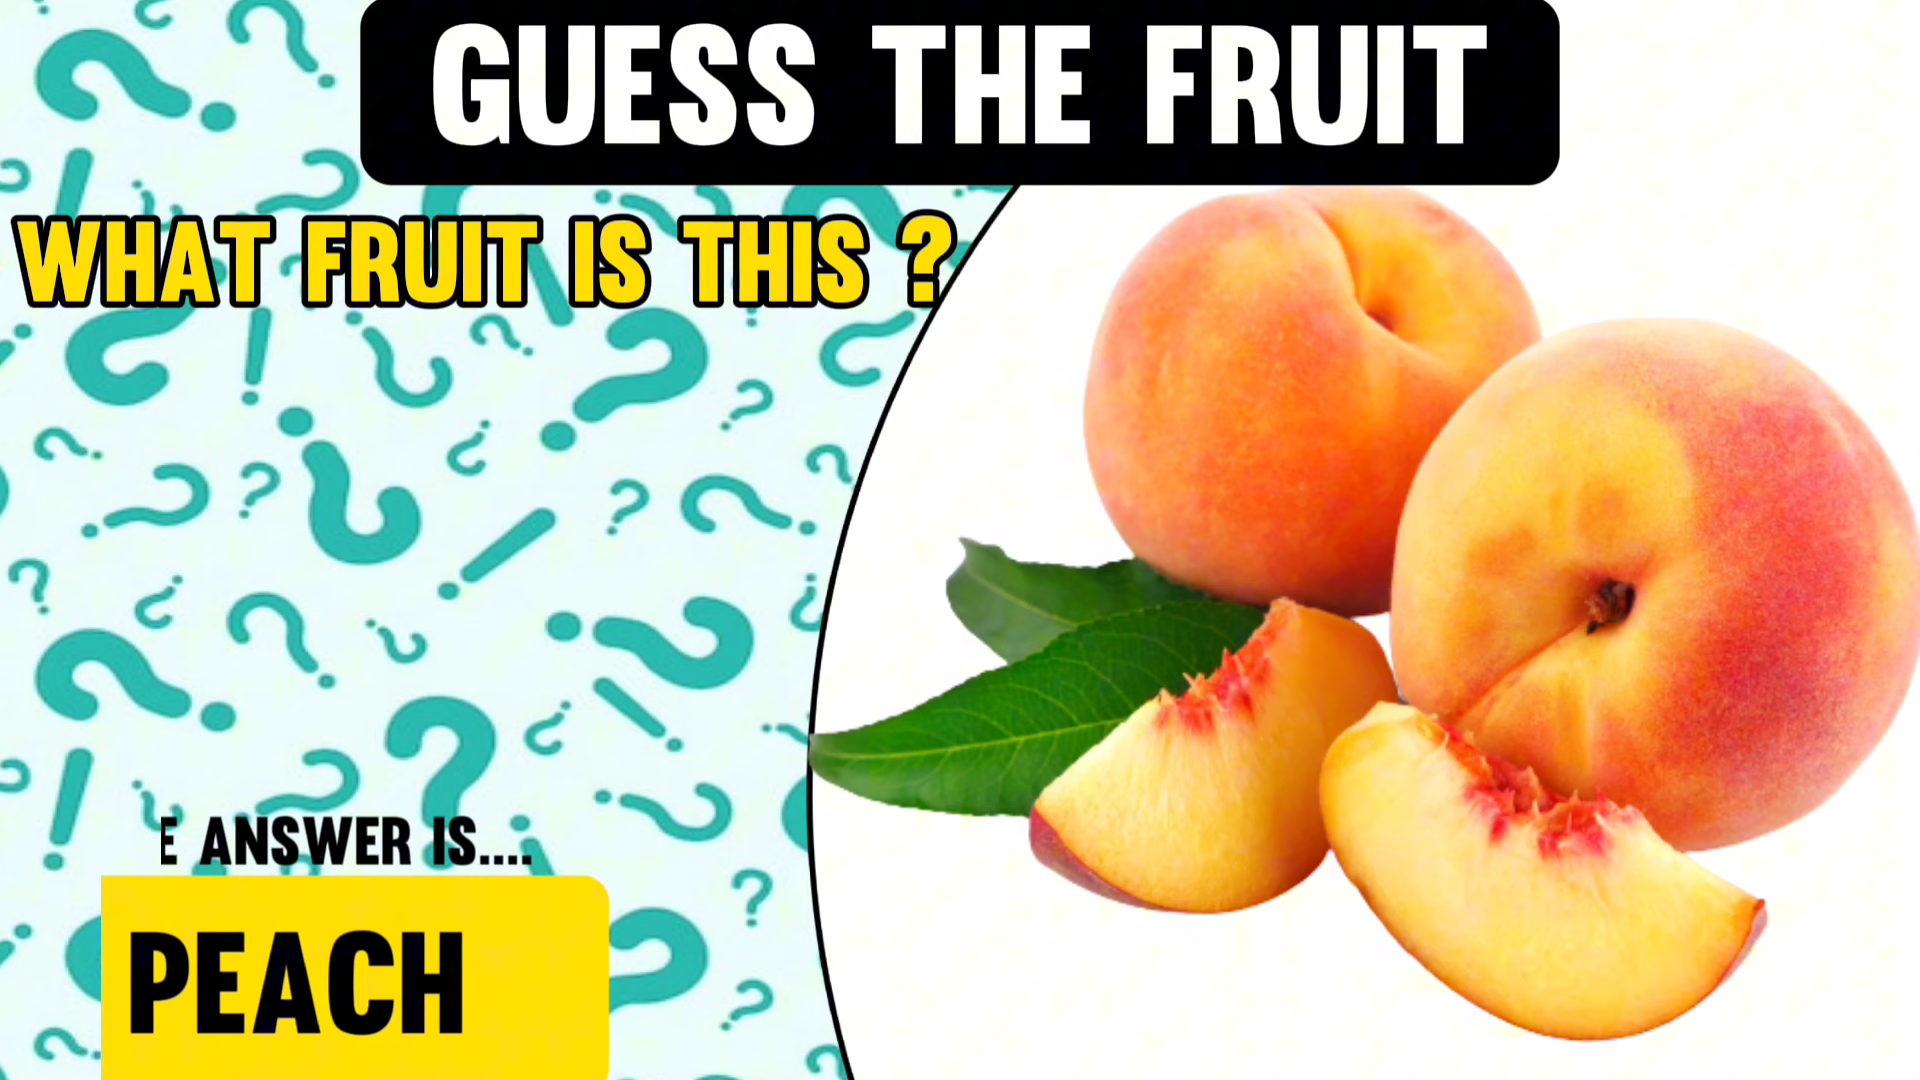 GUESS THE FRUIT
WHAT FRUIT IS THIS ?
E ANSWER IS....
PEACH